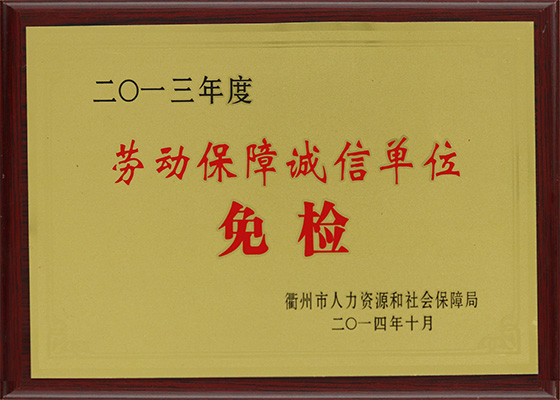 二〇一三年度
劳动保障诚信单位
免检
衢州市人力资源和社会保障局
二〇一四年十月